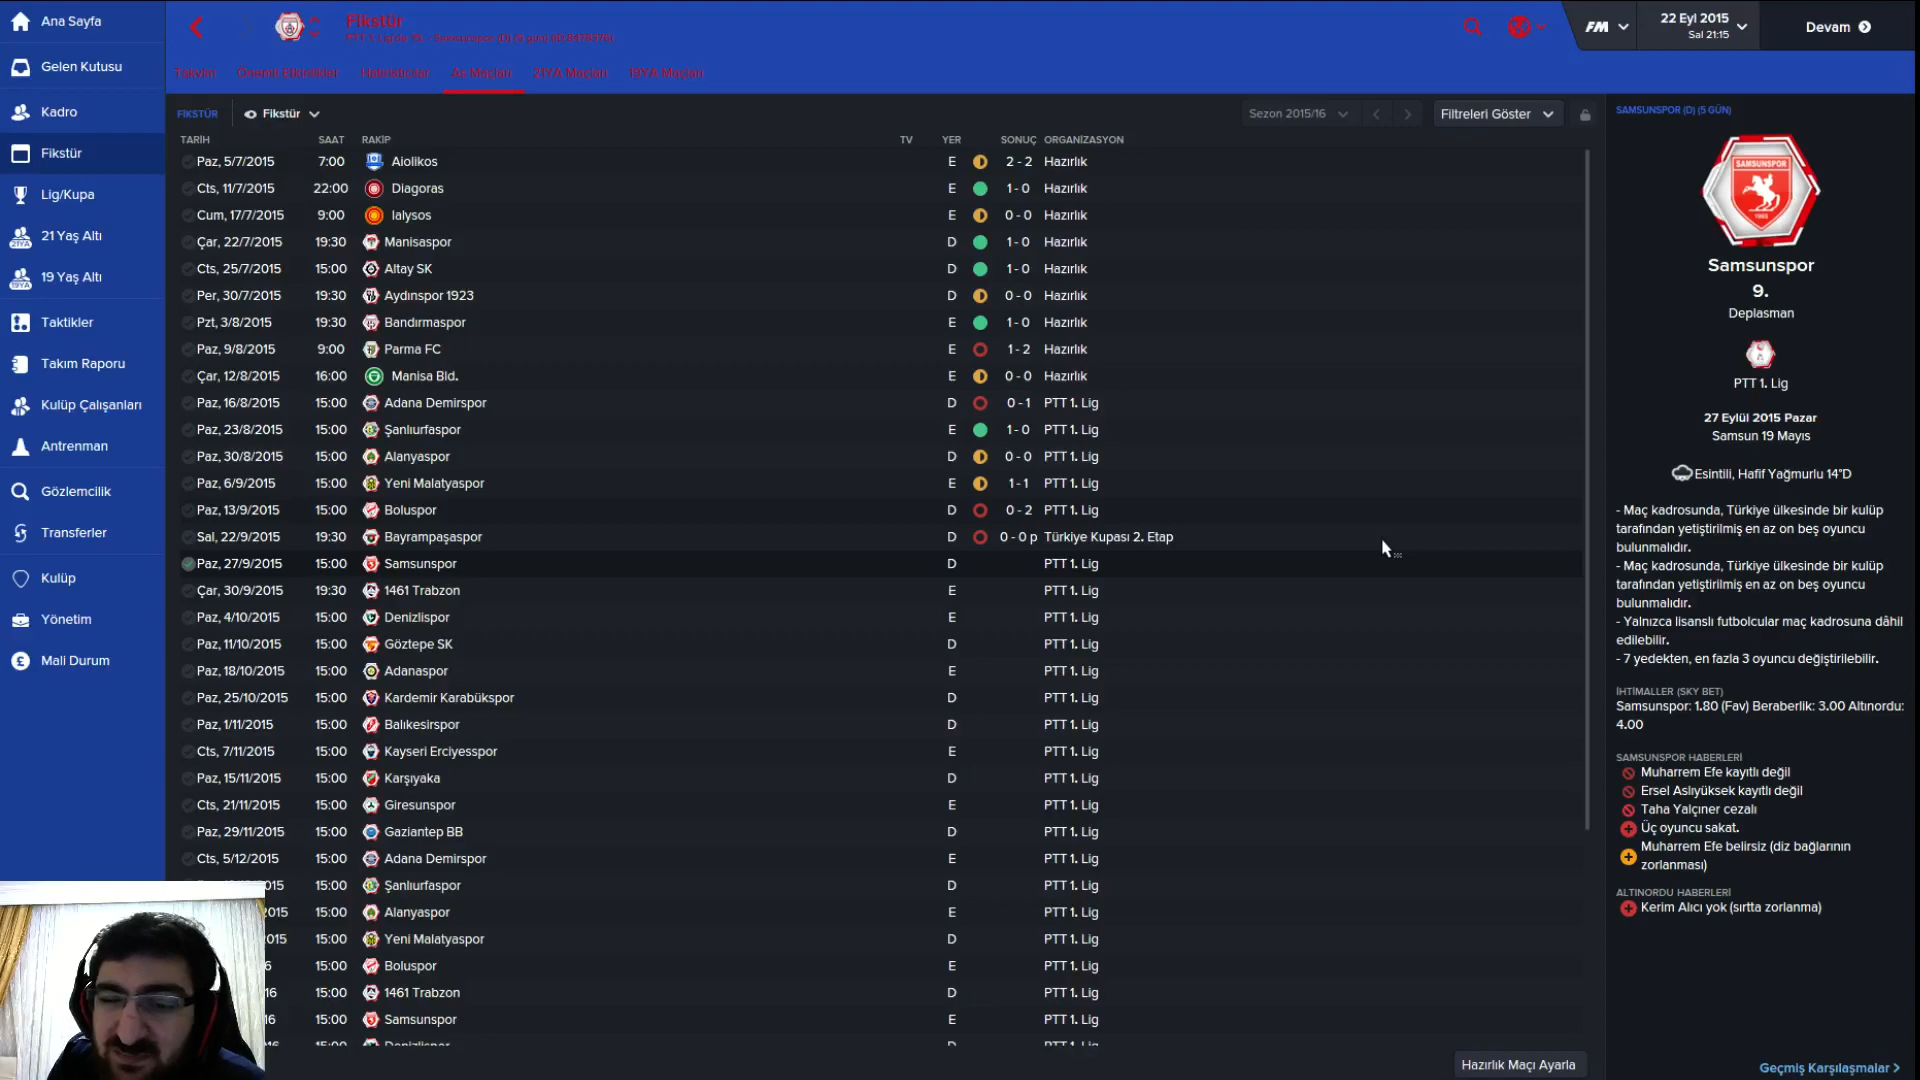 Ana Sayfa
Gelen Kutusu
Kadro
Fikstür
Lig/Kupa
21 Yaş Altı
19 Yaş Altı
Taktikler
Takım Raporu
Kulüp Çalışanları
Antrenman
Gözlemcilik
Transferler
Kulüp
Yönetim
Mali Durum
Fikstür
Takvim Önemli Etkinlikler Hatırlatıcılar As Maçları 21YA Maçları 19YA Maçları
FM
22 Eyl 2015
Sal 21:15
Devam
FİKSTÜR Fikstür Sezon 2015/16 Filtreleri Göster
TARİH SAAT RAKİP TV YER SONUÇ ORGANİZASYON
Paz, 5/7/2015 7:00 Aiolikos E 2 - 2 Hazırlık
Cts, 11/7/2015 22:00 Diagoras E 1 - 0 Hazırlık
Cum, 17/7/2015 9:00 Ialysos E 0 - 0 Hazırlık
Çar, 22/7/2015 19:30 Manisaspor D 1 - 0 Hazırlık
Cts, 25/7/2015 15:00 Altay SK D 1 - 0 Hazırlık
Per, 30/7/2015 19:30 Aydınspor 1923 D 0 - 0 Hazırlık
Pzt, 3/8/2015 19:30 Bandırmaspor E 1 - 0 Hazırlık
Paz, 9/8/2015 9:00 Parma FC E 1 - 2 Hazırlık
Çar, 12/8/2015 16:00 Manisa Bld. E 0 - 0 Hazırlık
Paz, 16/8/2015 15:00 Adana Demirspor D 0 - 1 PTT 1. Lig
Paz, 23/8/2015 15:00 Şanlıurfaspor E 1 - 0 PTT 1. Lig
Paz, 30/8/2015 15:00 Alanyaspor D 0 - 0 PTT 1. Lig
Paz, 6/9/2015 15:00 Yeni Malatyaspor E 1 - 1 PTT 1. Lig
Paz, 13/9/2015 15:00 Boluspor D 0 - 2 PTT 1. Lig
Sal, 22/9/2015 19:30 Bayrampaşaspor D 0 - 0 p Türkiye Kupası 2. Etap
Paz, 27/9/2015 15:00 Samsunspor D PTT 1. Lig
Çar, 30/9/2015 19:30 1461 Trabzon E PTT 1. Lig
Paz, 4/10/2015 15:00 Denizlispor E PTT 1. Lig
Paz, 11/10/2015 15:00 Göztepe SK D PTT 1. Lig
Paz, 18/10/2015 15:00 Adanaspor E PTT 1. Lig
Paz, 25/10/2015 15:00 Kardemir Karabükspor D PTT 1. Lig
Paz, 1/11/2015 15:00 Balıkesirspor D PTT 1. Lig
Cts, 7/11/2015 15:00 Kayseri Erciyesspor E PTT 1. Lig
Paz, 15/11/2015 15:00 Karşıyaka D PTT 1. Lig
Cts, 21/11/2015 15:00 Giresunspor E PTT 1. Lig
Paz, 29/11/2015 15:00 Gaziantep BB D PTT 1. Lig
Cts, 5/12/2015 15:00 Adana Demirspor E PTT 1. Lig
015 15:00 Şanlıurfaspor D PTT 1. Lig
2015 15:00 Alanyaspor E PTT 1. Lig
015 15:00 Yeni Malatyaspor D PTT 1. Lig
6 15:00 Boluspor E PTT 1. Lig
16 15:00 1461 Trabzon D PTT 1. Lig
16 15:00 Samsunspor E PTT 1. Lig
16 15:00 Denizlispor D PTT 1. Lig
Hazırlık Maçı Ayarla
SAMSUNSPOR (D) (5 GÜN)
SAMSUNSPOR
Samsunspor
9.
Deplasman
PTT 1. Lig
27 Eylül 2015 Pazar
Samsun 19 Mayıs
Esintili, Hafif Yağmurlu 14°D
- Maç kadrosunda, Türkiye ülkesinde bir kulüp
tarafından yetiştirilmiş en az on beş oyuncu
bulunmalıdır.
- Maç kadrosunda, Türkiye ülkesinde bir kulüp
tarafından yetiştirilmiş en az on beş oyuncu
bulunmalıdır.
- Yalnızca lisanslı futbolcular maç kadrosuna dâhil
edilebilir.
- 7 yedekten, en fazla 3 oyuncu değiştirilebilir.
İHTİMALLER (SKY BET)
Samsunspor: 1.80 (Fav) Beraberlik: 3.00 Altınordu:
4.00
SAMSUNSPOR HABERLERİ
Muharrem Efe kayıtlı değil
Ersel Aslıyüksek kayıtlı değil
Taha Yalçıner cezalı
Üç oyuncu sakat.
Muharrem Efe belirsiz (diz bağlarının
zorlanması)
ALTINORDU HABERLERİ
Kerim Alıcı yok (sırtta zorlanma)
Geçmiş Karşılaşmalar